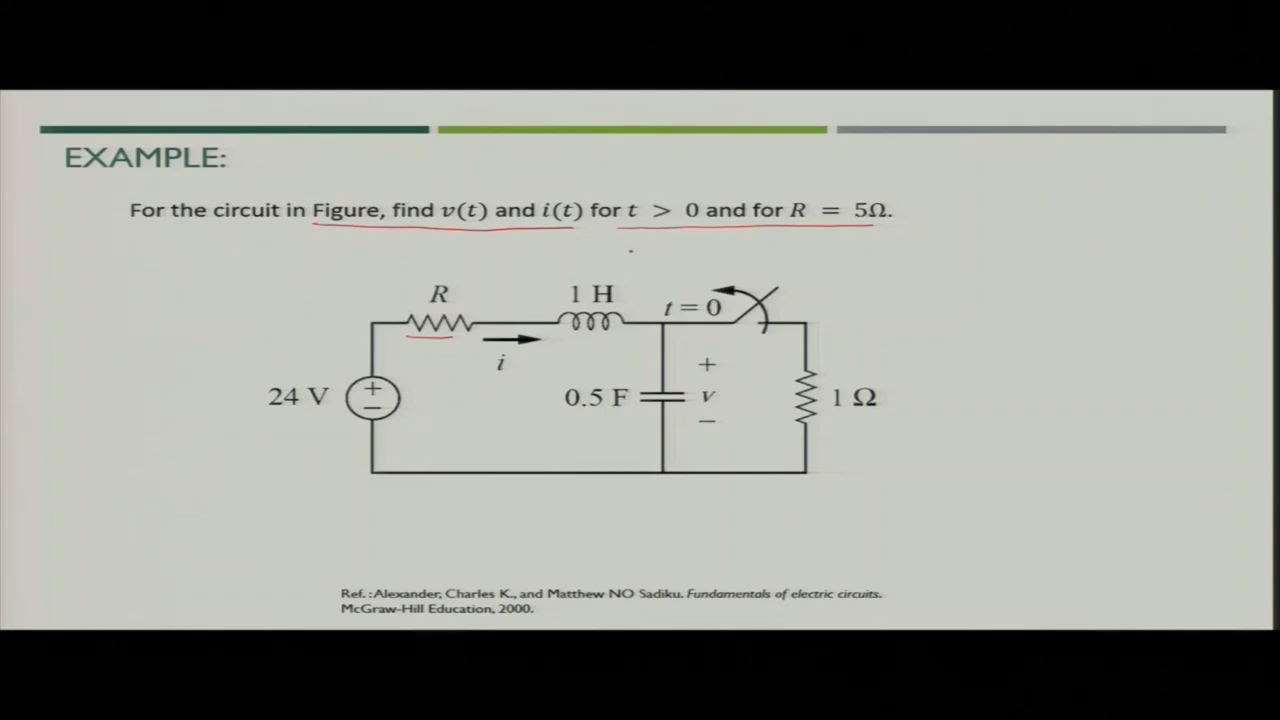 EXAMPLE:
For the circuit in Figure, find v(t) and i(t) for t > 0 and for R = 5Ω.
R
1 H
t = 0
i
+
24 V
+
−
0.5 F
v
1 Ω
−
Ref. :Alexander, Charles K., and Matthew NO Sadiku. Fundamentals of electric circuits.
McGraw-Hill Education, 2000.